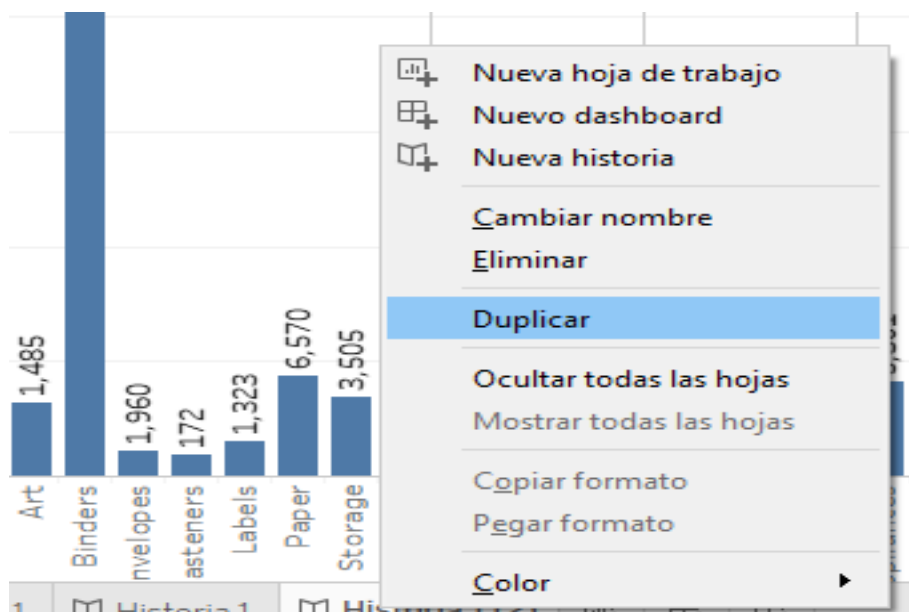 Nueva hoja de trabajo
Nuevo dashboard
Nueva historia
Cambiar nombre
Eliminar
Duplicar
Ocultar todas las hojas
Mostrar todas las hojas
Copiar formato
Pegar formato
Color
1,485
1,960
172
1,323
6,570
3,505
Art
Binders
nvelopes
asteners
Labels
Paper
Storage
1
Historia 1